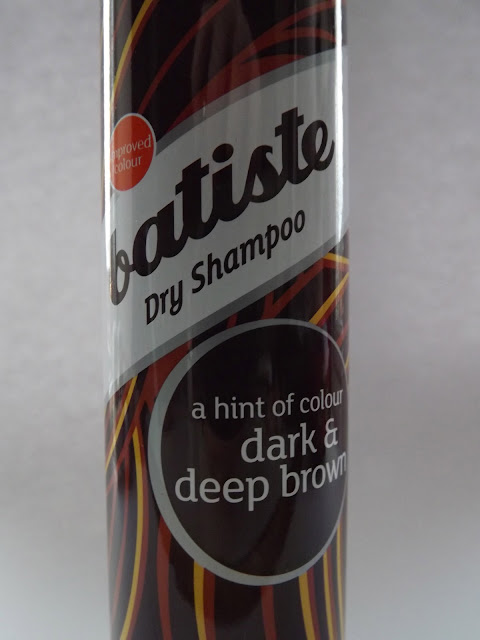 improved
colour
batiste
Dry Shampoo
a hint of colour
dark &
deep brown